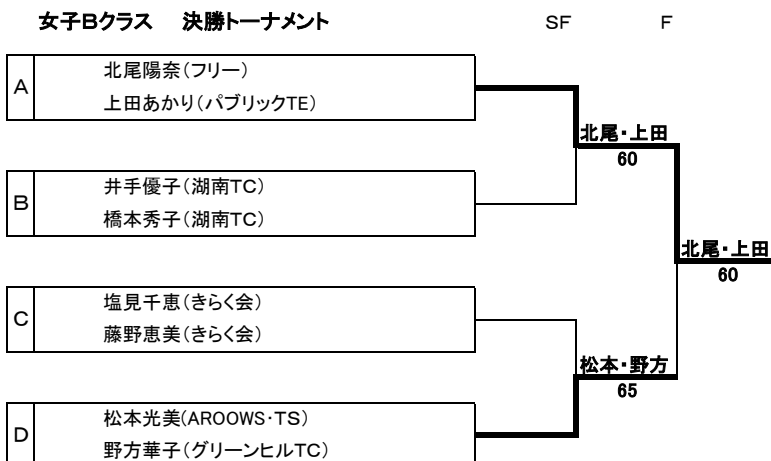 女子Bクラス 決勝トーナメント SF F
A
北尾陽奈(フリー)
上田あかり(パブリックTE)
北尾・上田
60
B
井手優子(湖南TC)
橋本秀子(湖南TC)
北尾・上田
60
C
塩見千恵(きらく会)
藤野恵美(きらく会)
松本・野方
65
D
松本光美(AROOWS・TS)
野方華子(グリーンヒルTC)